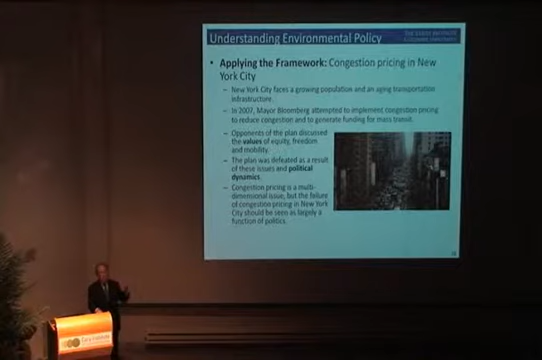 Understanding Environmental Policy
THE EARTH INSTITUTE
COLUMBIA UNIVERSITY
• Applying the Framework: Congestion pricing in New
York City
– New York City faces a growing population and an aging transportation
infrastructure.
– In 2007, Mayor Bloomberg attempted to implement congestion pricing
to reduce congestion and to generate funding for mass transit.
– Opponents of the plan discussed
the values of equity, freedom
and mobility.
– The plan was defeated as a result
of these issues and political
dynamics.
– Congestion pricing is a multi-
dimensional issue, but the failure
of congestion pricing in New York
City should be seen as largely a
function of politics.
Earth Institute